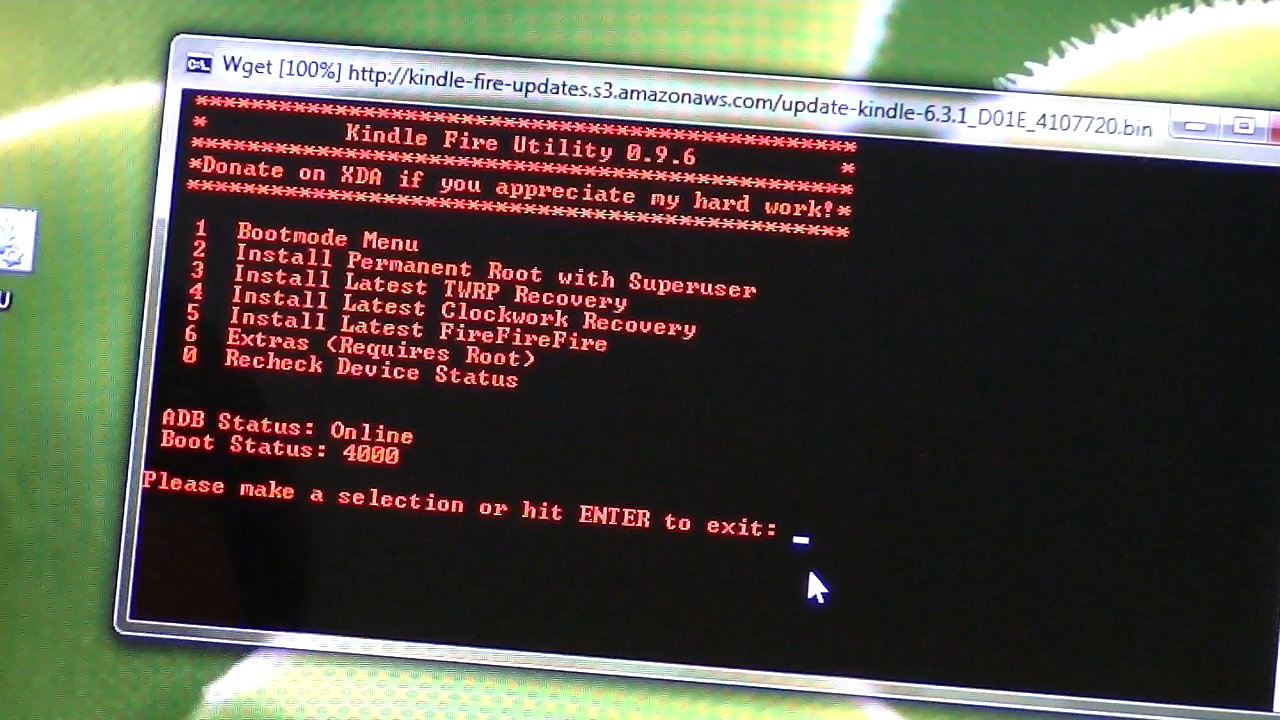 Wget [100%] http://kindle-fire-updates.s3.amazonaws.com/update-kindle-6.3.1_D01E_4107720.bin
***********************************************
* Kindle Fire Utility 0.9.6 *
***********************************************
*Donate on XDA if you appreciate my hard work!*
***********************************************
1 Bootmode Menu
2 Install Permanent Root with Superuser
3 Install Latest TWRP Recovery
4 Install Latest Clockwork Recovery
5 Install Latest FireFireFire
6 Extras (Requires Root)
0 Recheck Device Status
ADB Status: Online
Boot Status: 4000
Please make a selection or hit ENTER to exit: _
U